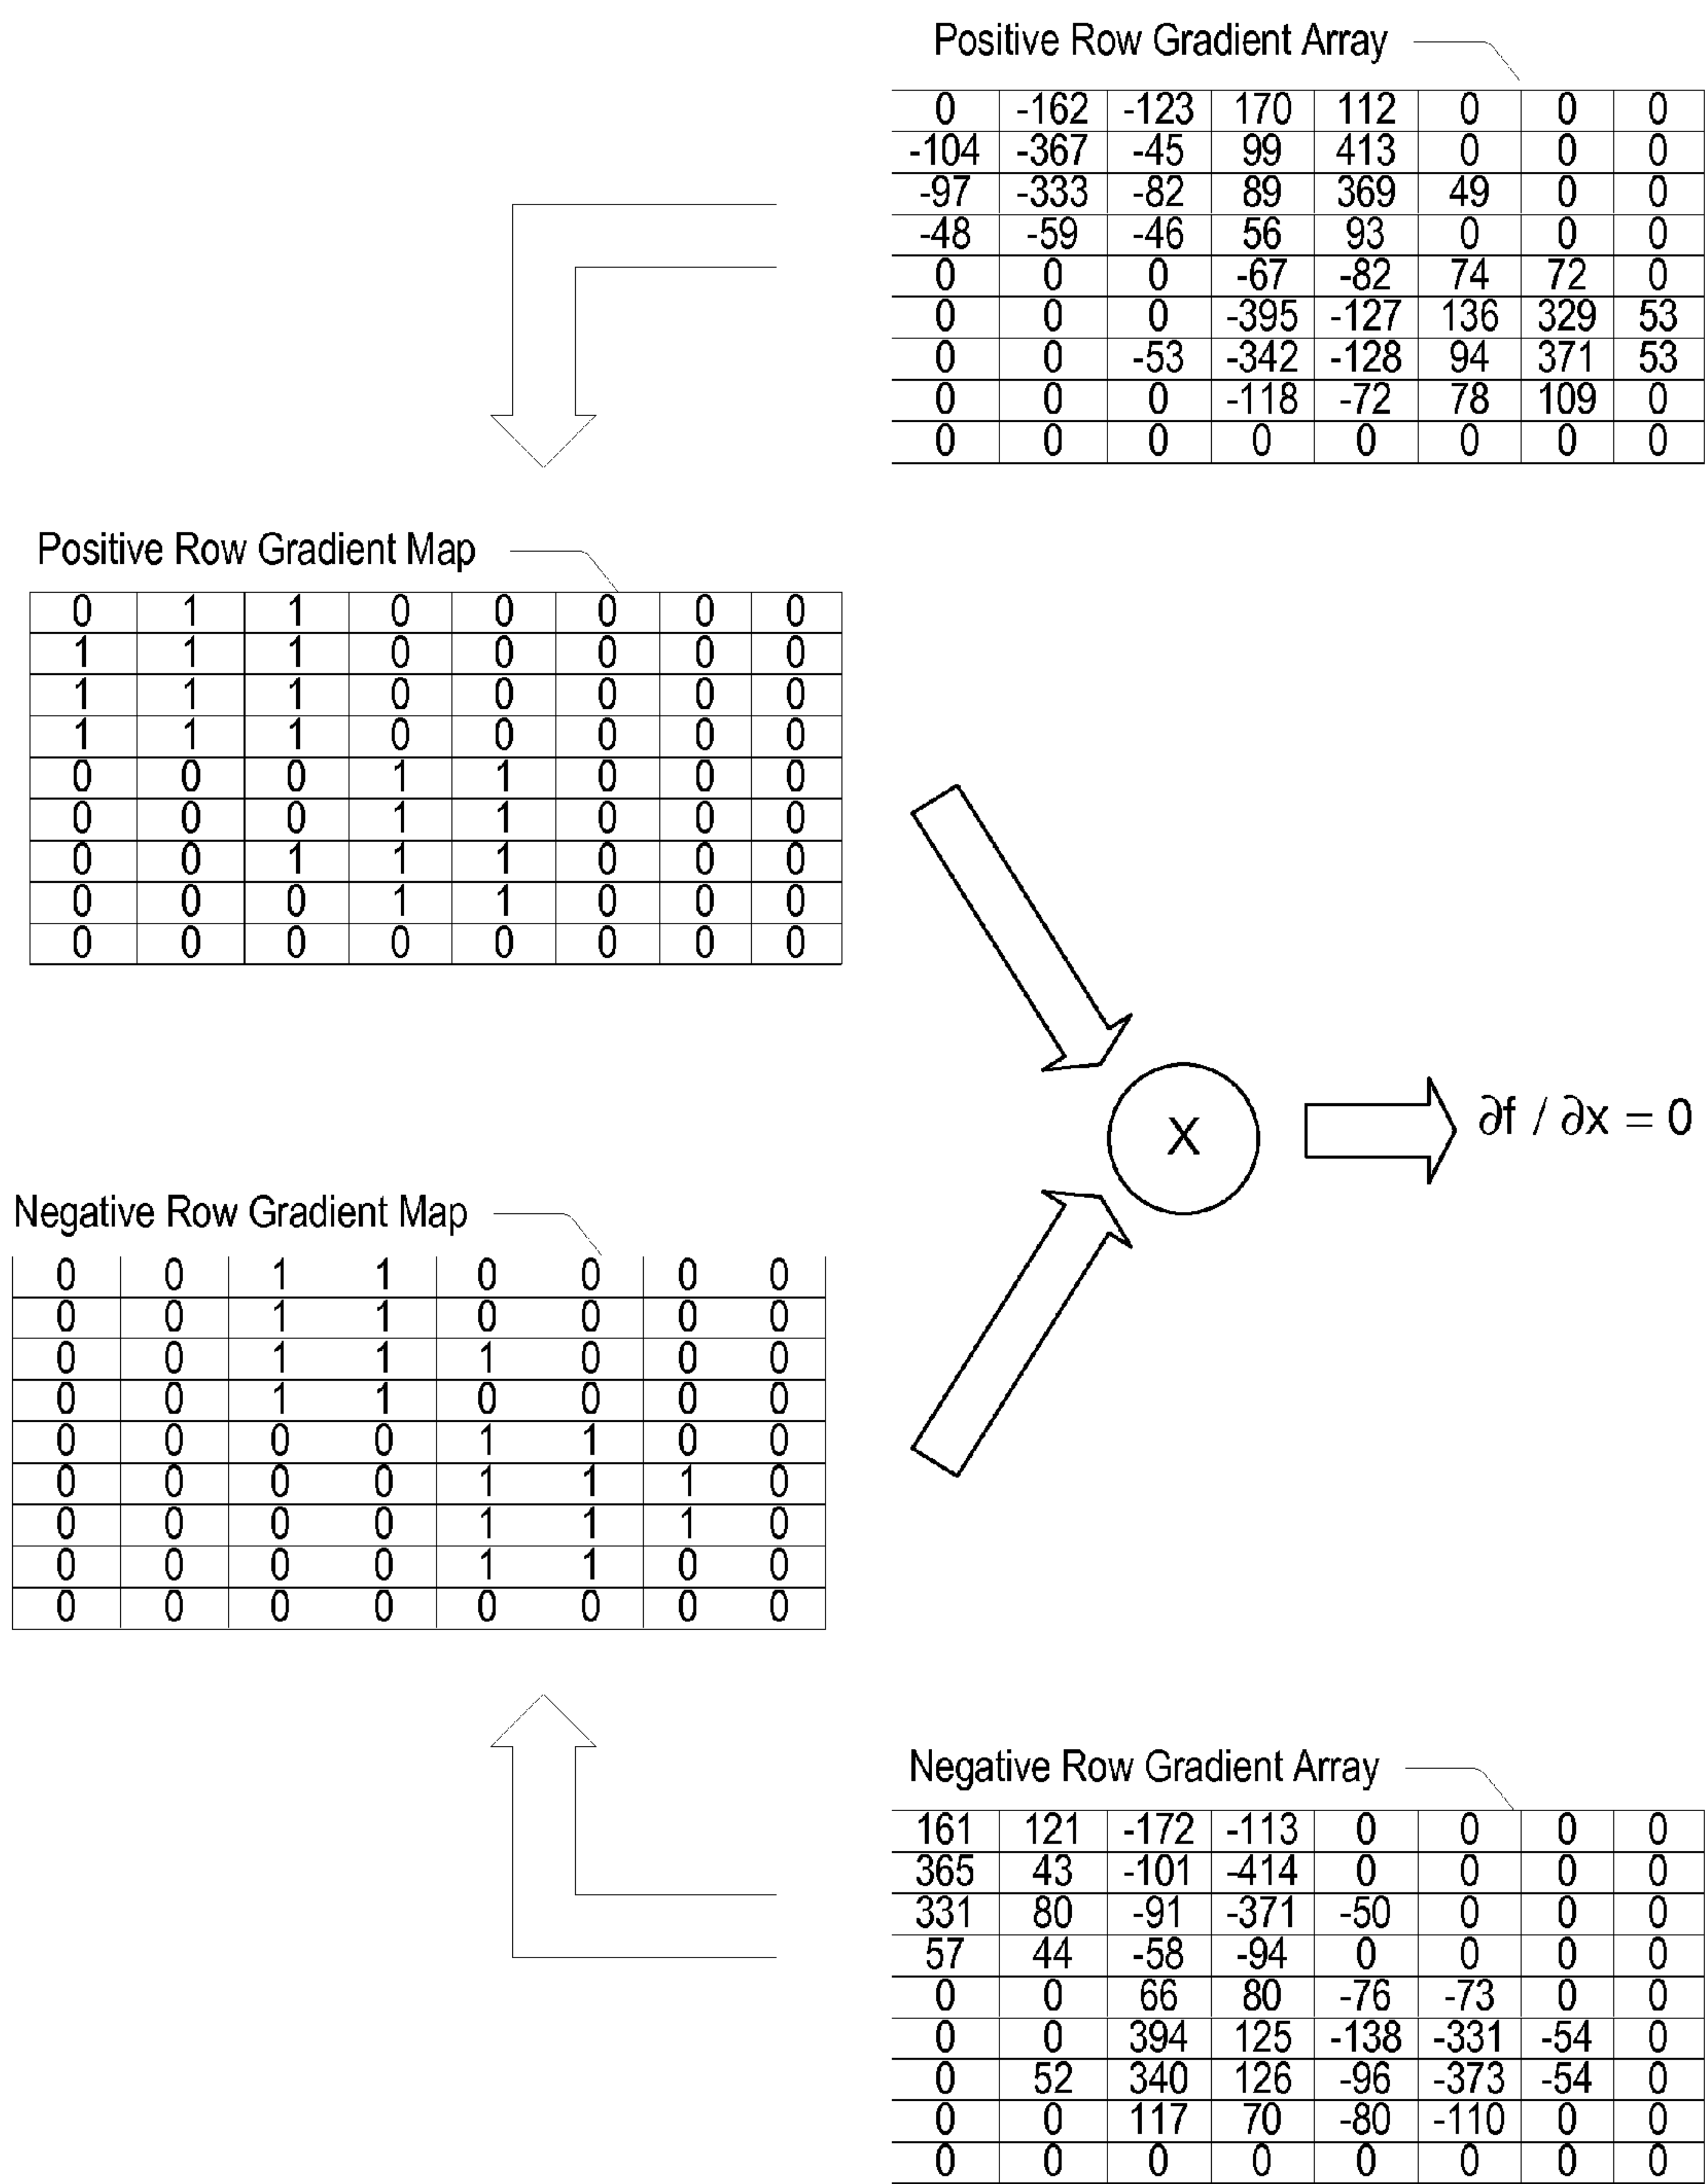 Positive Row Gradient Array
0 -162 -123 170 112 0 0 0
-104 -367 -45 99 413 0 0 0
-97 -333 -82 89 369 49 0 0
-48 -59 -46 56 93 0 0 0
0 0 0 -67 -82 74 72 0
0 0 0 -395 -127 136 329 53
0 0 -53 -342 -128 94 371 53
0 0 0 -118 -72 78 109 0
0 0 0 0 0 0 0 0
Positive Row Gradient Map
0 1 1 0 0 0 0 0
1 1 1 0 0 0 0 0
1 1 1 0 0 0 0 0
1 1 1 0 0 0 0 0
0 0 0 1 1 0 0 0
0 0 0 1 1 0 0 0
0 0 1 1 1 0 0 0
0 0 0 1 1 0 0 0
0 0 0 0 0 0 0 0
X
∂f / ∂x = 0
Negative Row Gradient Map
0 0 1 1 0 0 0 0
0 0 1 1 0 0 0 0
0 0 1 1 1 0 0 0
0 0 1 1 0 0 0 0
0 0 0 0 1 1 0 0
0 0 0 0 1 1 1 0
0 0 0 0 1 1 1 0
0 0 0 0 1 1 0 0
0 0 0 0 0 0 0 0
Negative Row Gradient Array
161 121 -172 -113 0 0 0 0
365 43 -101 -414 0 0 0 0
331 80 -91 -371 -50 0 0 0
57 44 -58 -94 0 0 0 0
0 0 66 80 -76 -73 0 0
0 0 394 125 -138 -331 -54 0
0 52 340 126 -96 -373 -54 0
0 0 117 70 -80 -110 0 0
0 0 0 0 0 0 0 0